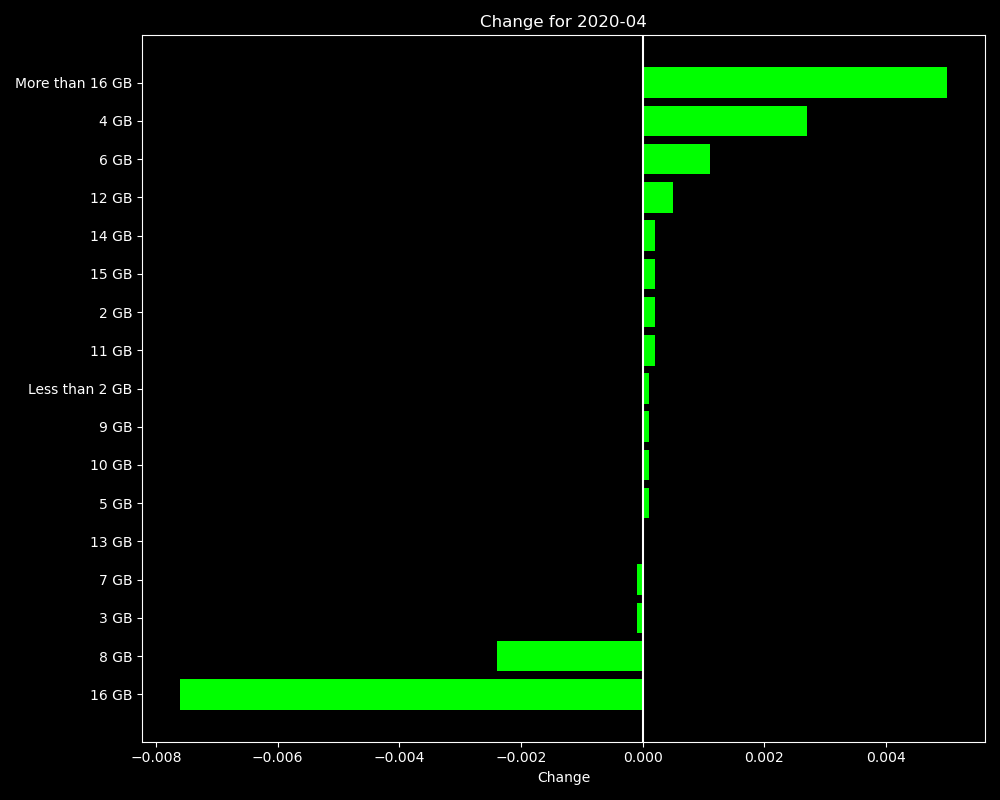 Change for 2020-04
More than 16 GB
4 GB
6 GB
12 GB
14 GB
15 GB
2 GB
11 GB
Less than 2 GB
9 GB
10 GB
5 GB
13 GB
7 GB
3 GB
8 GB
16 GB
−0.008 −0.006 −0.004 −0.002 0.000 0.002 0.004
Change